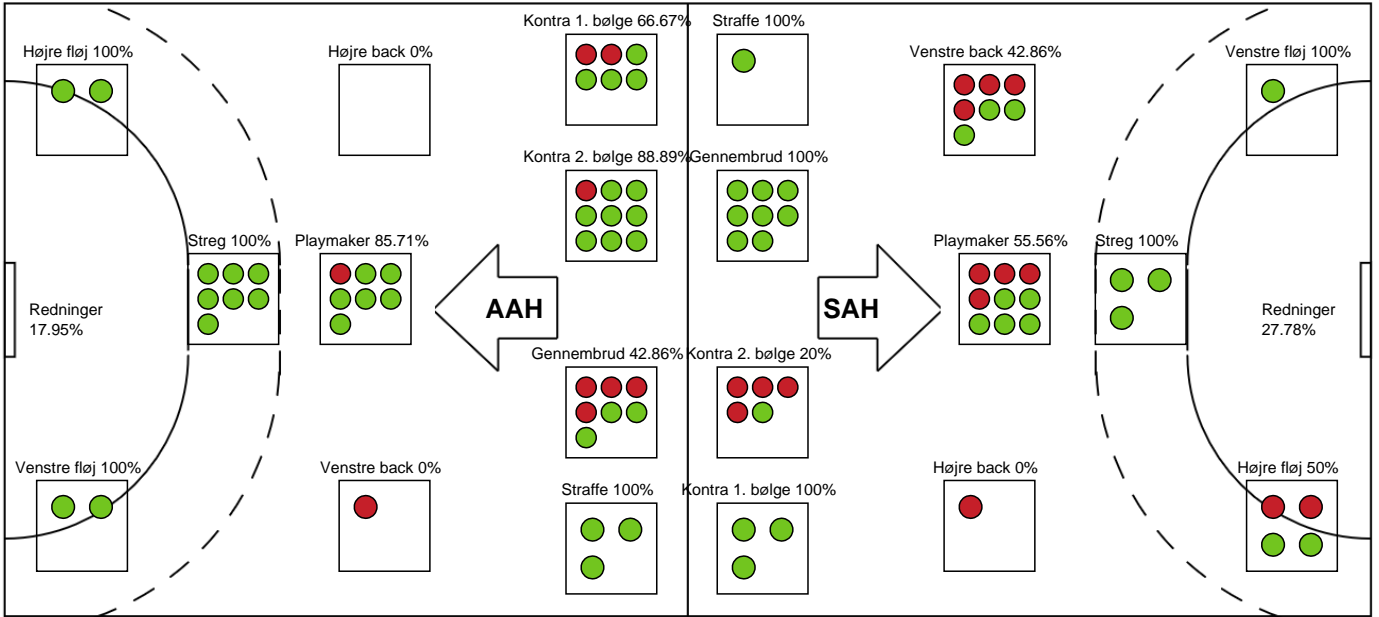 Kontra 1. bølge 66.67%
Straffe 100%
Højre fløj 100%
Højre back 0%
Venstre back 42.86%
Venstre fløj 100%
Kontra 2. bølge 88.89%
Gennembrud 100%
Streg 100%
Playmaker 85.71%
Playmaker 55.56%
Streg 100%
Redninger
17.95%
AAH
SAH
Redninger
27.78%
Gennembrud 42.86%
Kontra 2. bølge 20%
Venstre fløj 100%
Venstre back 0%
Højre back 0%
Højre fløj 50%
Straffe 100%
Kontra 1. bølge 100%